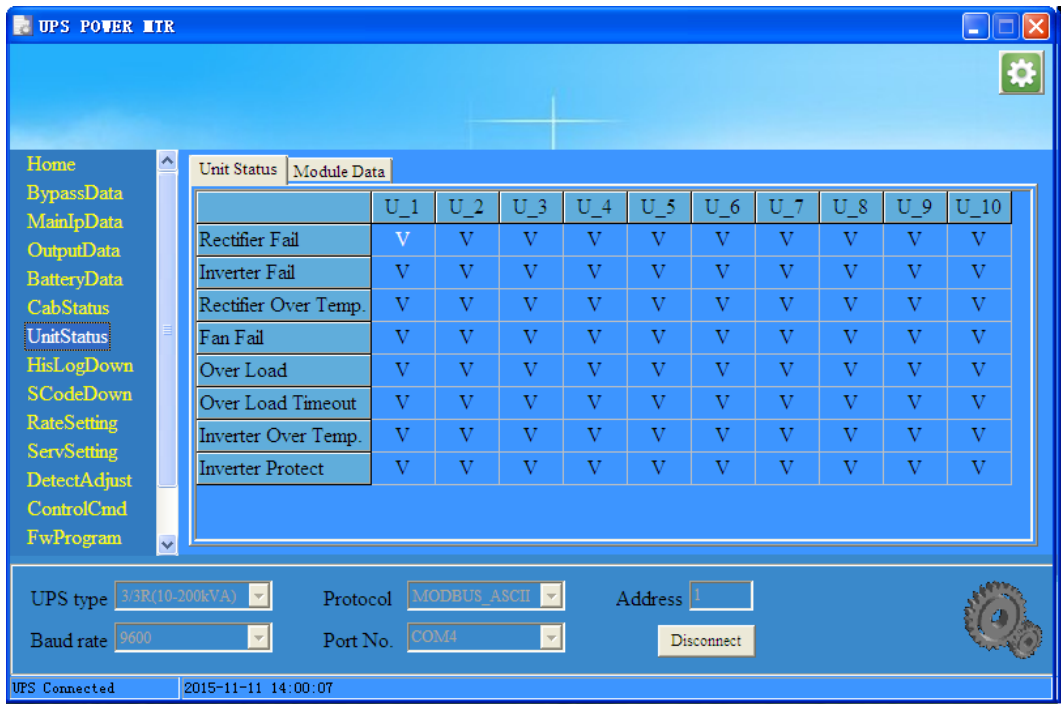 UPS POWER MTR
Home
BypassData
MainIpData
OutputData
BatteryData
CabStatus
UnitStatus
HisLogDown
SCodeDown
RateSetting
ServSetting
DetectAdjust
ControlCmd
FwProgram
Unit Status Module Data
U_1 U_2 U_3 U_4 U_5 U_6 U_7 U_8 U_9 U_10
Rectifier Fail V V V V V V V V V V
Inverter Fail V V V V V V V V V V
Rectifier Over Temp. V V V V V V V V V V
Fan Fail V V V V V V V V V V
Over Load V V V V V V V V V V
Over Load Timeout V V V V V V V V V V
Inverter Over Temp. V V V V V V V V V V
Inverter Protect V V V V V V V V V V
UPS type 3/3R(10-200kVA) Protocol MODBUS_ASCII Address 1
Baud rate 9600 Port No. COM4 Disconnect
UPS Connected 2015-11-11 14:00:07